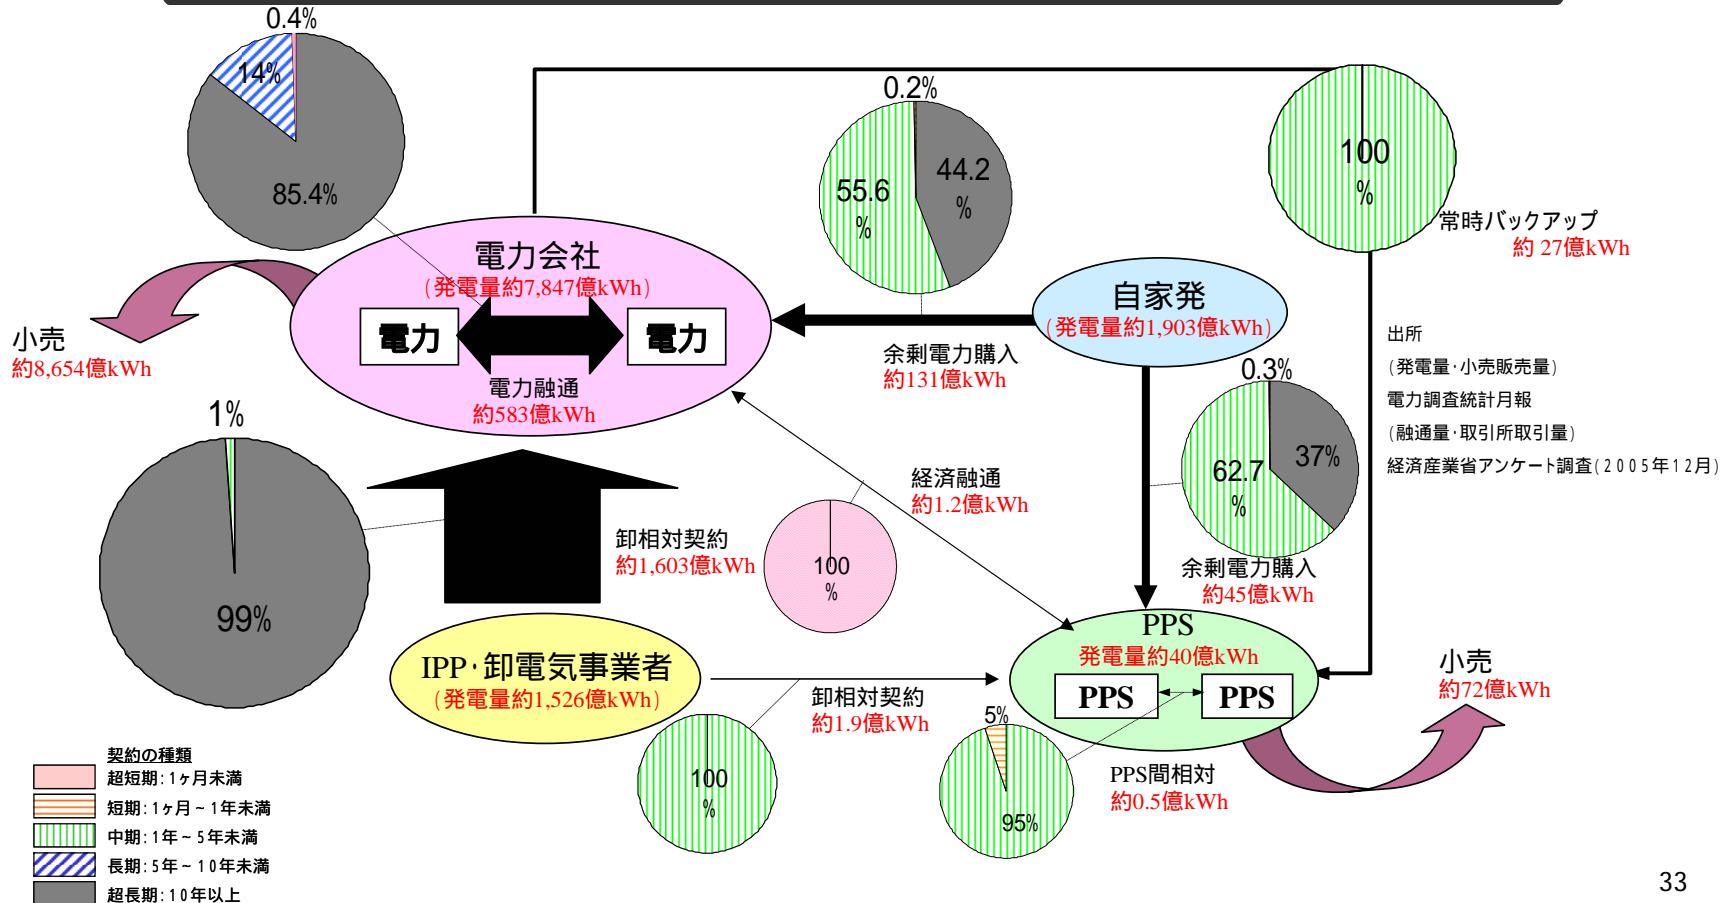 0.4%
14%
85.4%
0.2%
55.6
%
44.2
%
100
%
常時バックアップ
約 27億kWh
電力会社
(発電量約7,847億kWh)
電力
電力
電力融通
約583億kWh
小売
約8,654億kWh
自家発
(発電量約1,903億kWh)
余剰電力購入
約131億kWh
出所
(発電量·小売販売量)
電力調査統計月報
(融通量·取引所取引量)
経済産業省アンケート調査(2005年12月)
0.3%
37%
62.7
%
余剰電力購入
約45億kWh
1%
99%
卸相対契約
約1,603億kWh
経済融通
約1.2億kWh
100
%
IPP·卸電気事業者
(発電量約1,526億kWh)
卸相対契約
約1.9億kWh
100
%
PPS
発電量約40億kWh
PPS
PPS
5%
95%
PPS間相対
約0.5億kWh
小売
約72億kWh
契約の種類
超短期:1ヶ月未満
短期:1ヶ月~1年未満
中期:1年~5年未満
長期:5年~10年未満
超長期:10年以上
33